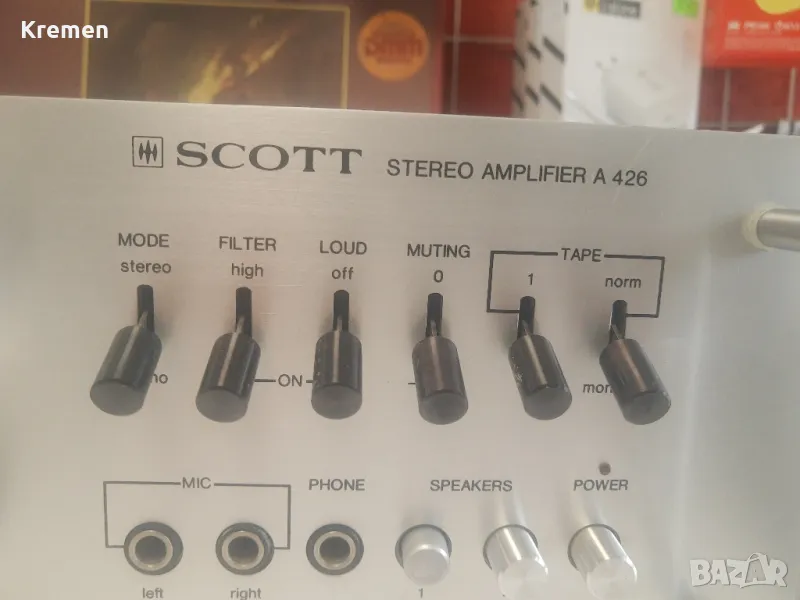 Kremen
SCOTT
STEREO AMPLIFIER A 426
MODE FILTER LOUD MUTING TAPE
stereo high off 0 1 norm
ON
MIC PHONE SPEAKERS POWER
left right 1
BAZAR